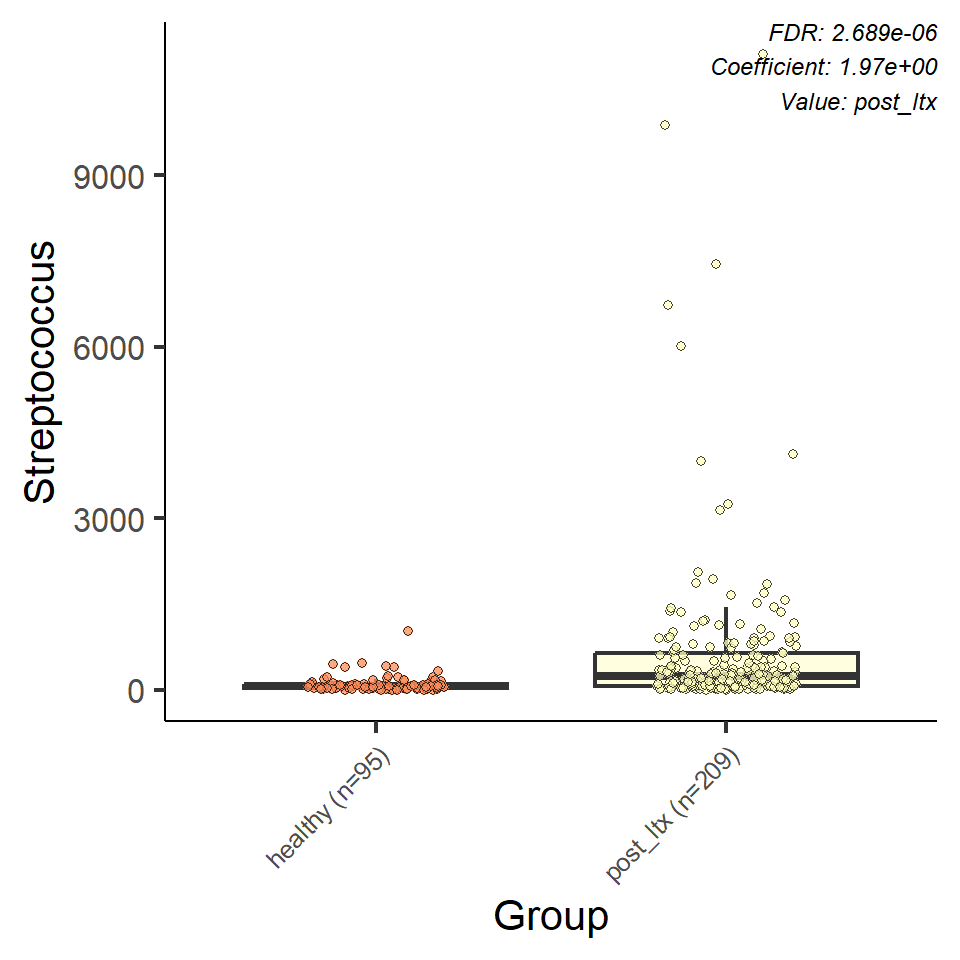 FDR: 2.689e-06
Coefficient: 1.97e+00
Value: post_ltx
Streptococcus
9000
6000
3000
0
healthy (n=95)
post_ltx (n=209)
Group